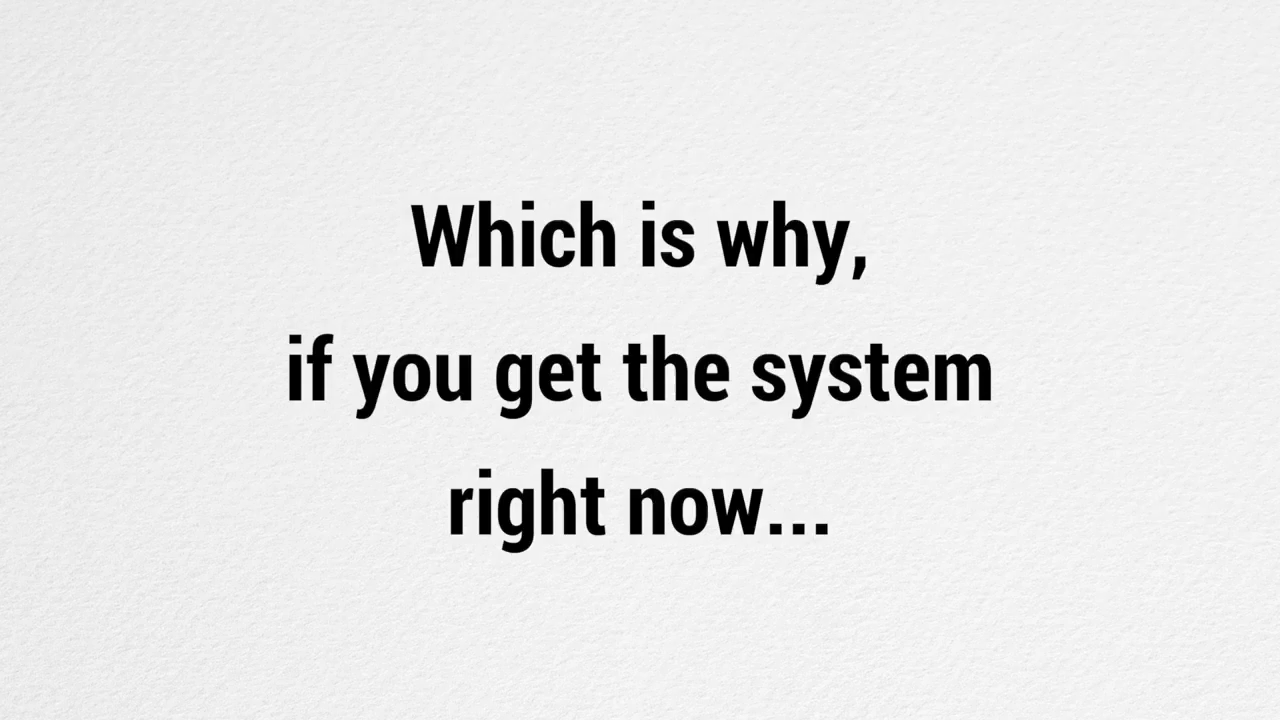 Which is why,
if you get the system
right now...